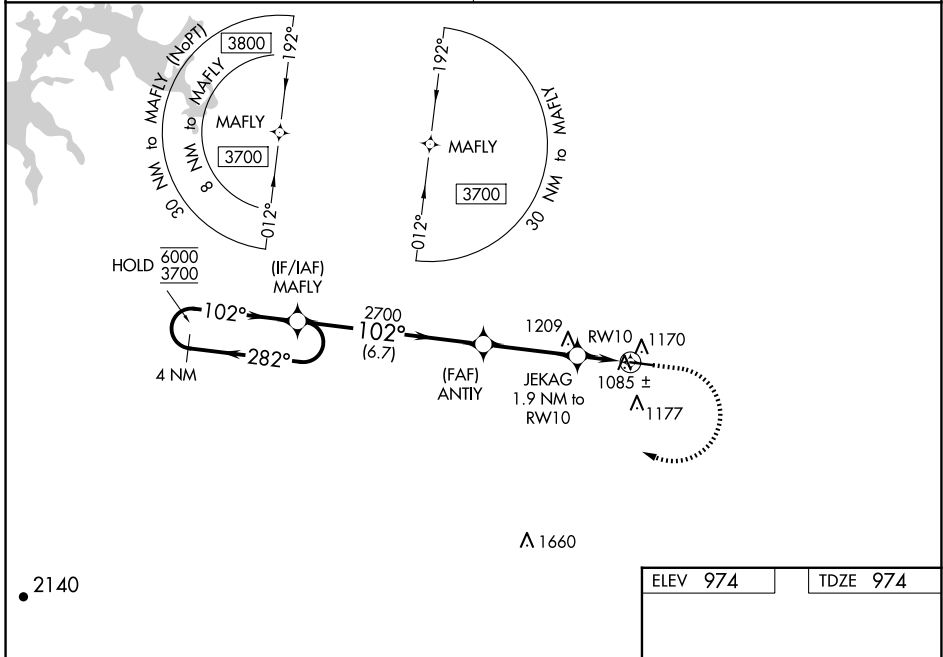 3800
30 NM to MAFLY (NoPT)
8 NM to MAFLY
192°
MAFLY
3700
012°
192°
MAFLY
3700
012°
30 NM to MAFLY
HOLD 6000
3700
(IF/IAF)
MAFLY
102°
282°
4 NM
2700
102°
(6.7)
(FAF)
ANTIY
1209
JEKAG
1.9 NM to
RW10
RW10
1170
1085 ±
1177
1660
2140
ELEV 974
TDZE 974